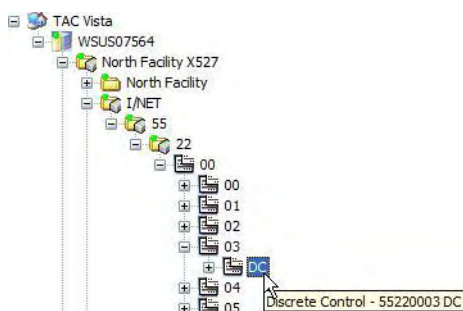 TAC Vista
WSUS07564
North Facility X527
North Facility
I/NET
55
22
00
00
01
02
03
DC
04
Discrete Control - 55220003 DC
05